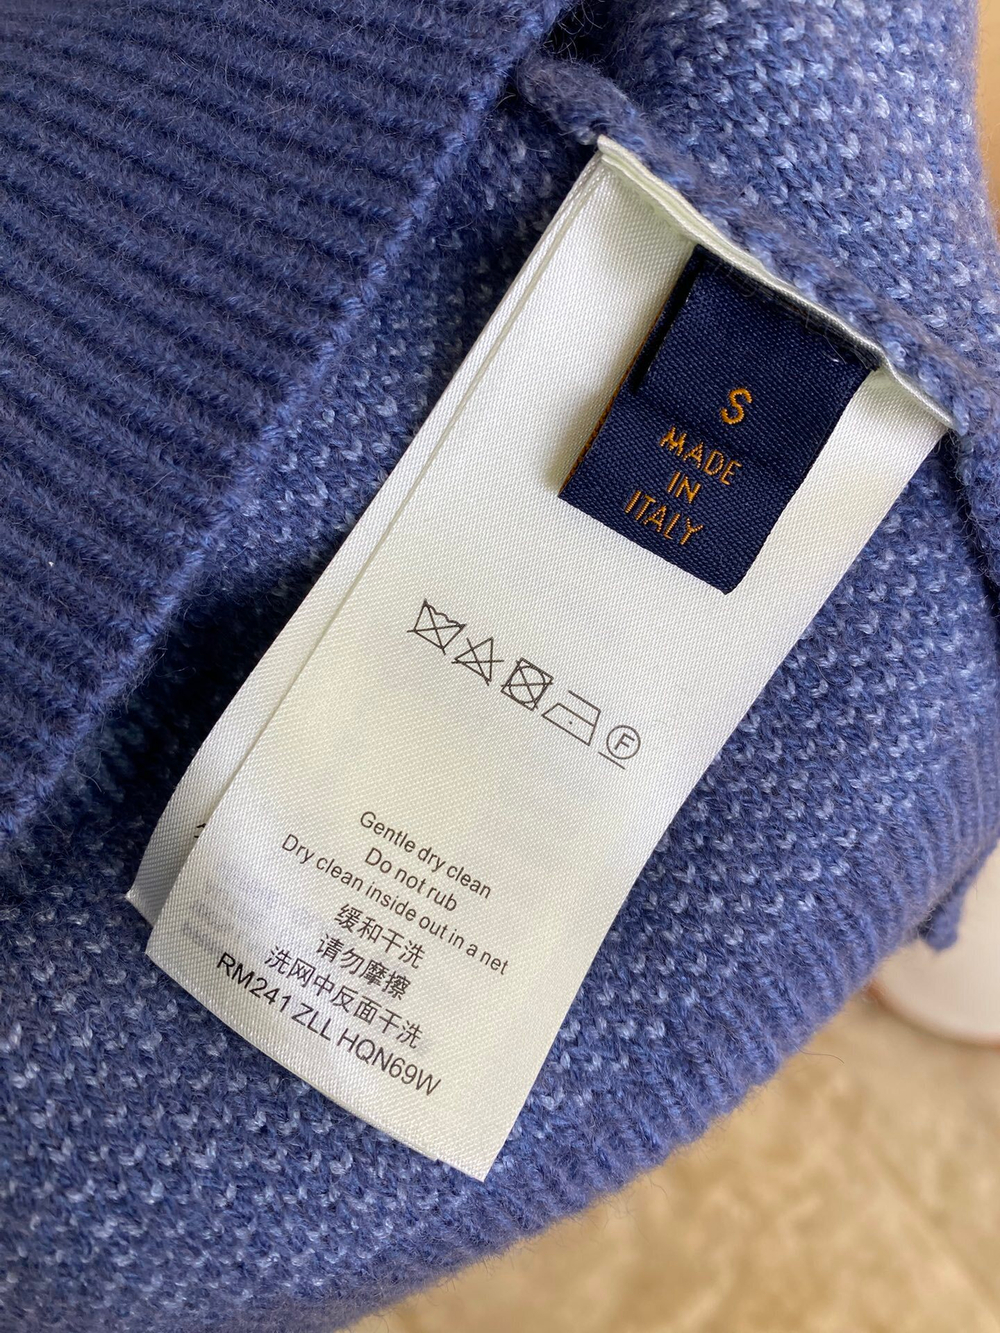 S
MADE
IN
ITALY
F
Gentle dry clean
Do not rub
Dry clean inside out in a net
缓和干洗
请勿摩擦
洗网中反面干洗
RM241 ZLL HQN69W